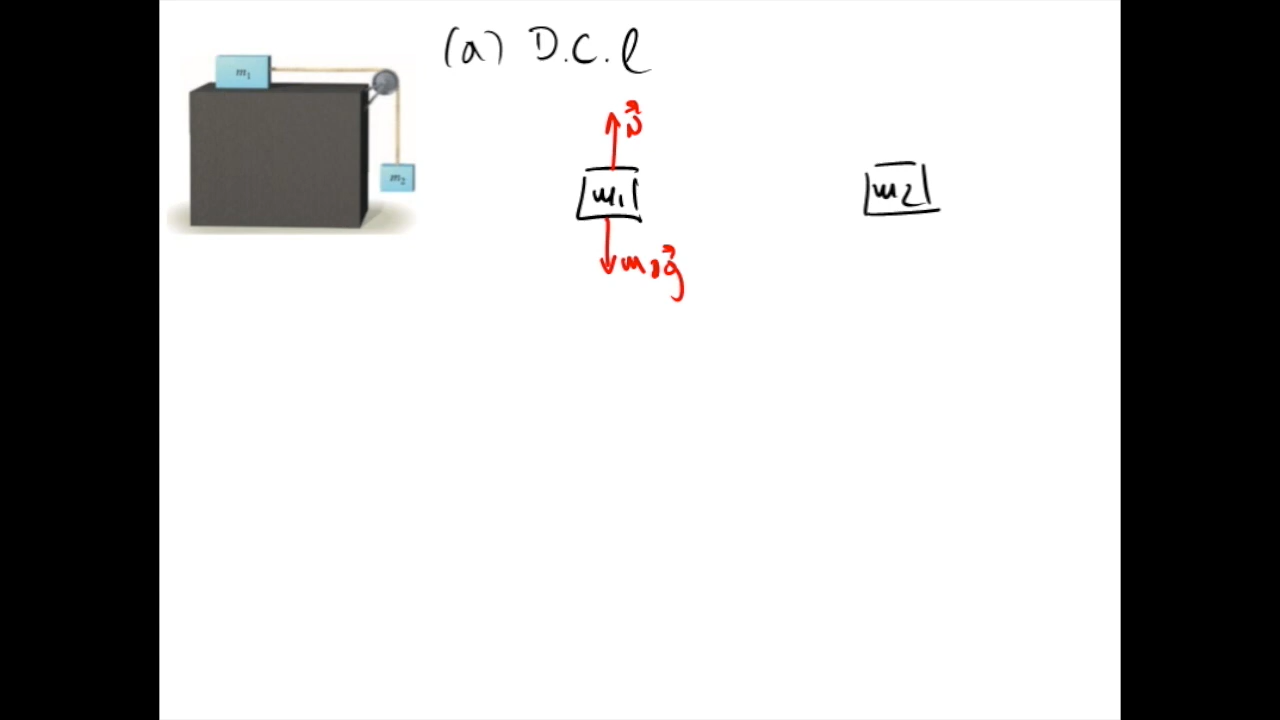 (a) D.C.l
m₁
m₂
N⃗
m₁
m₂
m₁g⃗